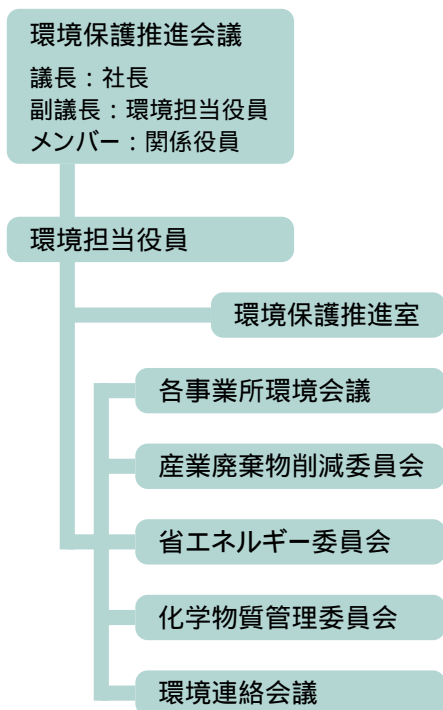 環境保護推進会議
議長：社長
副議長：環境担当役員
メンバー：関係役員
環境担当役員
環境保護推進室
各事業所環境会議
産業廃棄物削減委員会
省エネルギー委員会
化学物質管理委員会
環境連絡会議